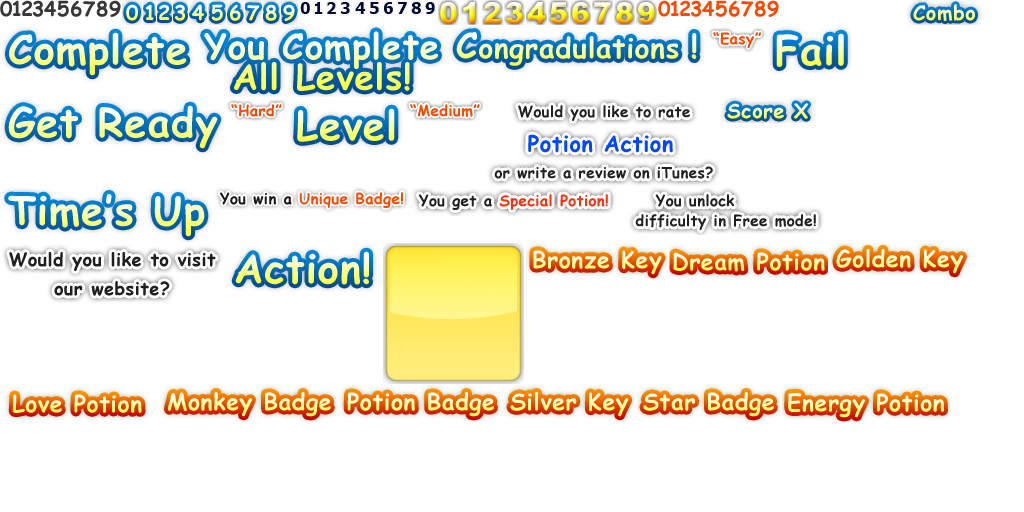 0123456789 0123456789 0123456789 0123456789 0123456789 Combo
Complete
You Complete
All Levels!
Congradulations !
“Easy”
Fail
Get Ready
“Hard”
Level
“Medium”
Would you like to rate
Potion Action
or write a review on iTunes?
Score X
Time's Up
You win a Unique Badge!
You get a Special Potion!
You unlock
difficulty in Free mode!
Would you like to visit
our website?
Action!
Bronze Key
Dream Potion
Golden Key
Love Potion
Monkey Badge
Potion Badge
Silver Key
Star Badge
Energy Potion